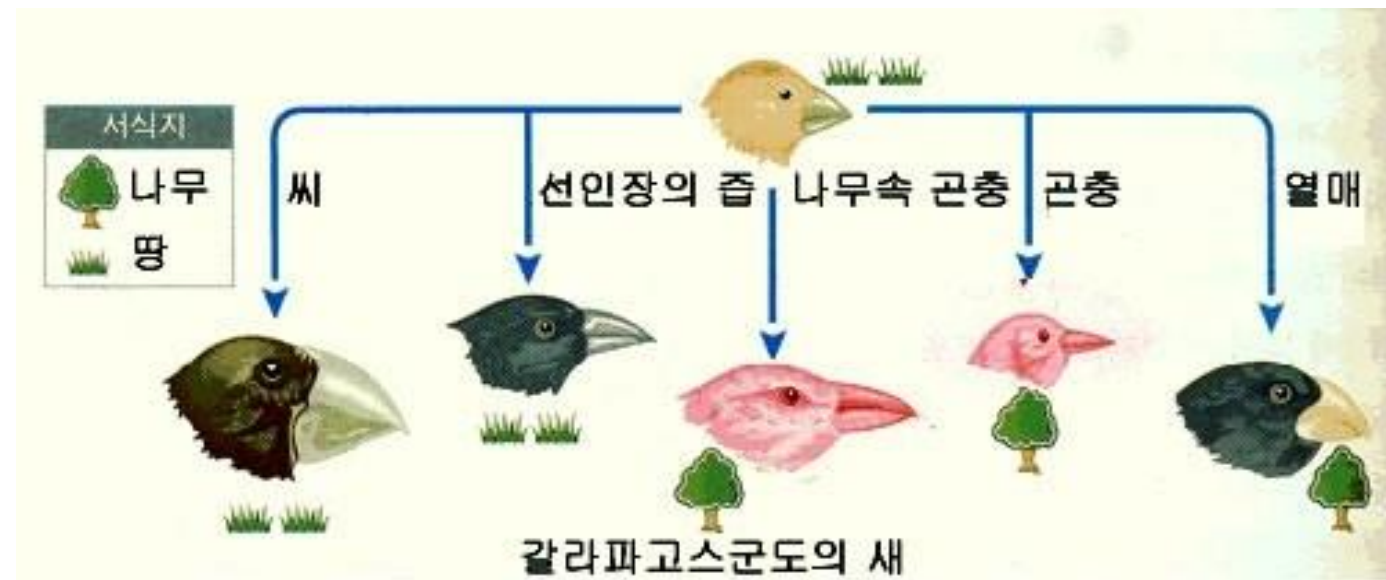 서식지
나무
땅
씨
선인장의 즙
나무속 곤충
곤충
열매
갈라파고스군도의 새